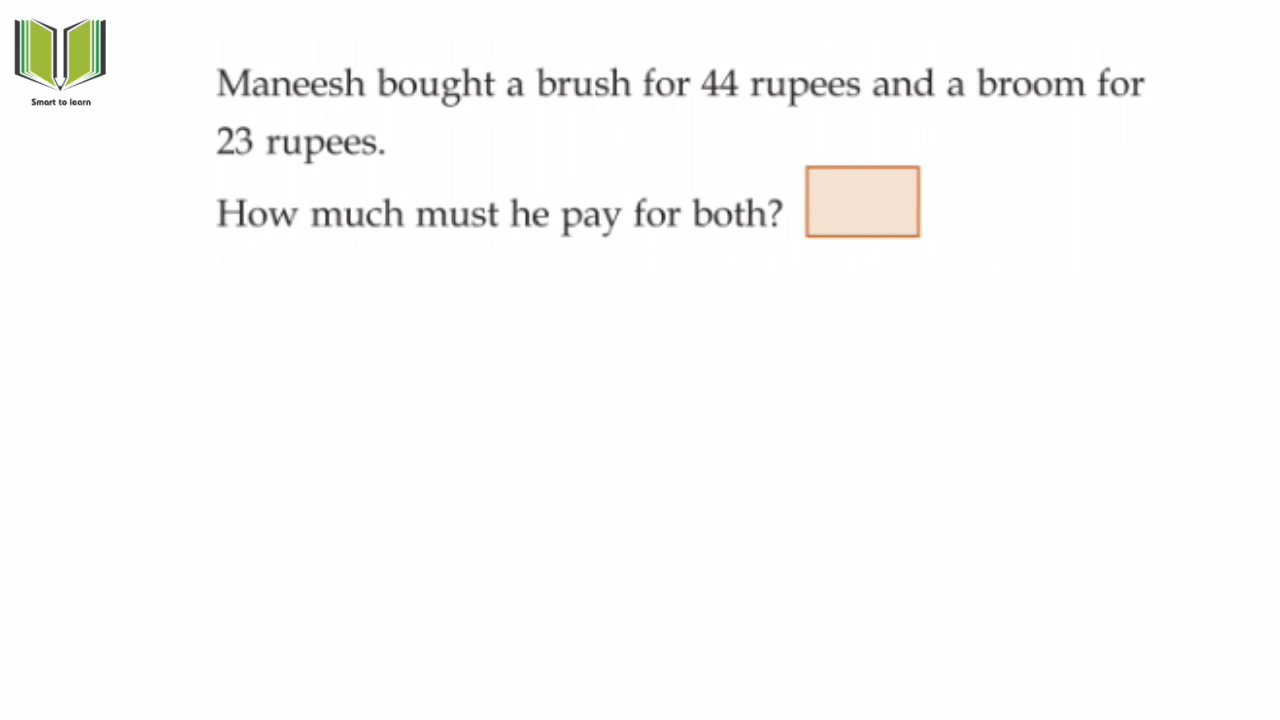 Smart to learn
Maneesh bought a brush for 44 rupees and a broom for
23 rupees.
How much must he pay for both?